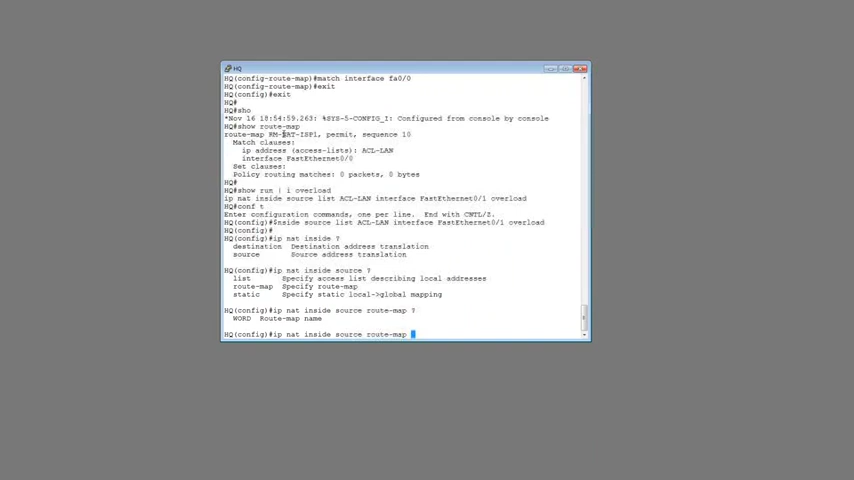 HQ
HQ(config-route-map)#match interface fa0/0
HQ(config-route-map)#exit
HQ(config)#exit
HQ#
HQ#sho
*Nov 16 18:54:59.263: %SYS-5-CONFIG_I: Configured from console by console
HQ#show route-map
route-map RM-NAT-ISP1, permit, sequence 10
Match clauses:
ip address (access-lists): ACL-LAN
interface FastEthernet0/0
Set clauses:
Policy routing matches: 0 packets, 0 bytes
HQ#
HQ#show run | i overload
ip nat inside source list ACL-LAN interface FastEthernet0/1 overload
HQ#conf t
Enter configuration commands, one per line.  End with CNTL/Z.
HQ(config)#$nside source list ACL-LAN interface FastEthernet0/1 overload
HQ(config)#
HQ(config)#ip nat inside ?
destination  Destination address translation
source       Source address translation
HQ(config)#ip nat inside source ?
list       Specify access list describing local addresses
route-map  Specify route-map
static     Specify static local->global mapping
HQ(config)#ip nat inside source route-map ?
WORD  Route-map name
HQ(config)#ip nat inside source route-map